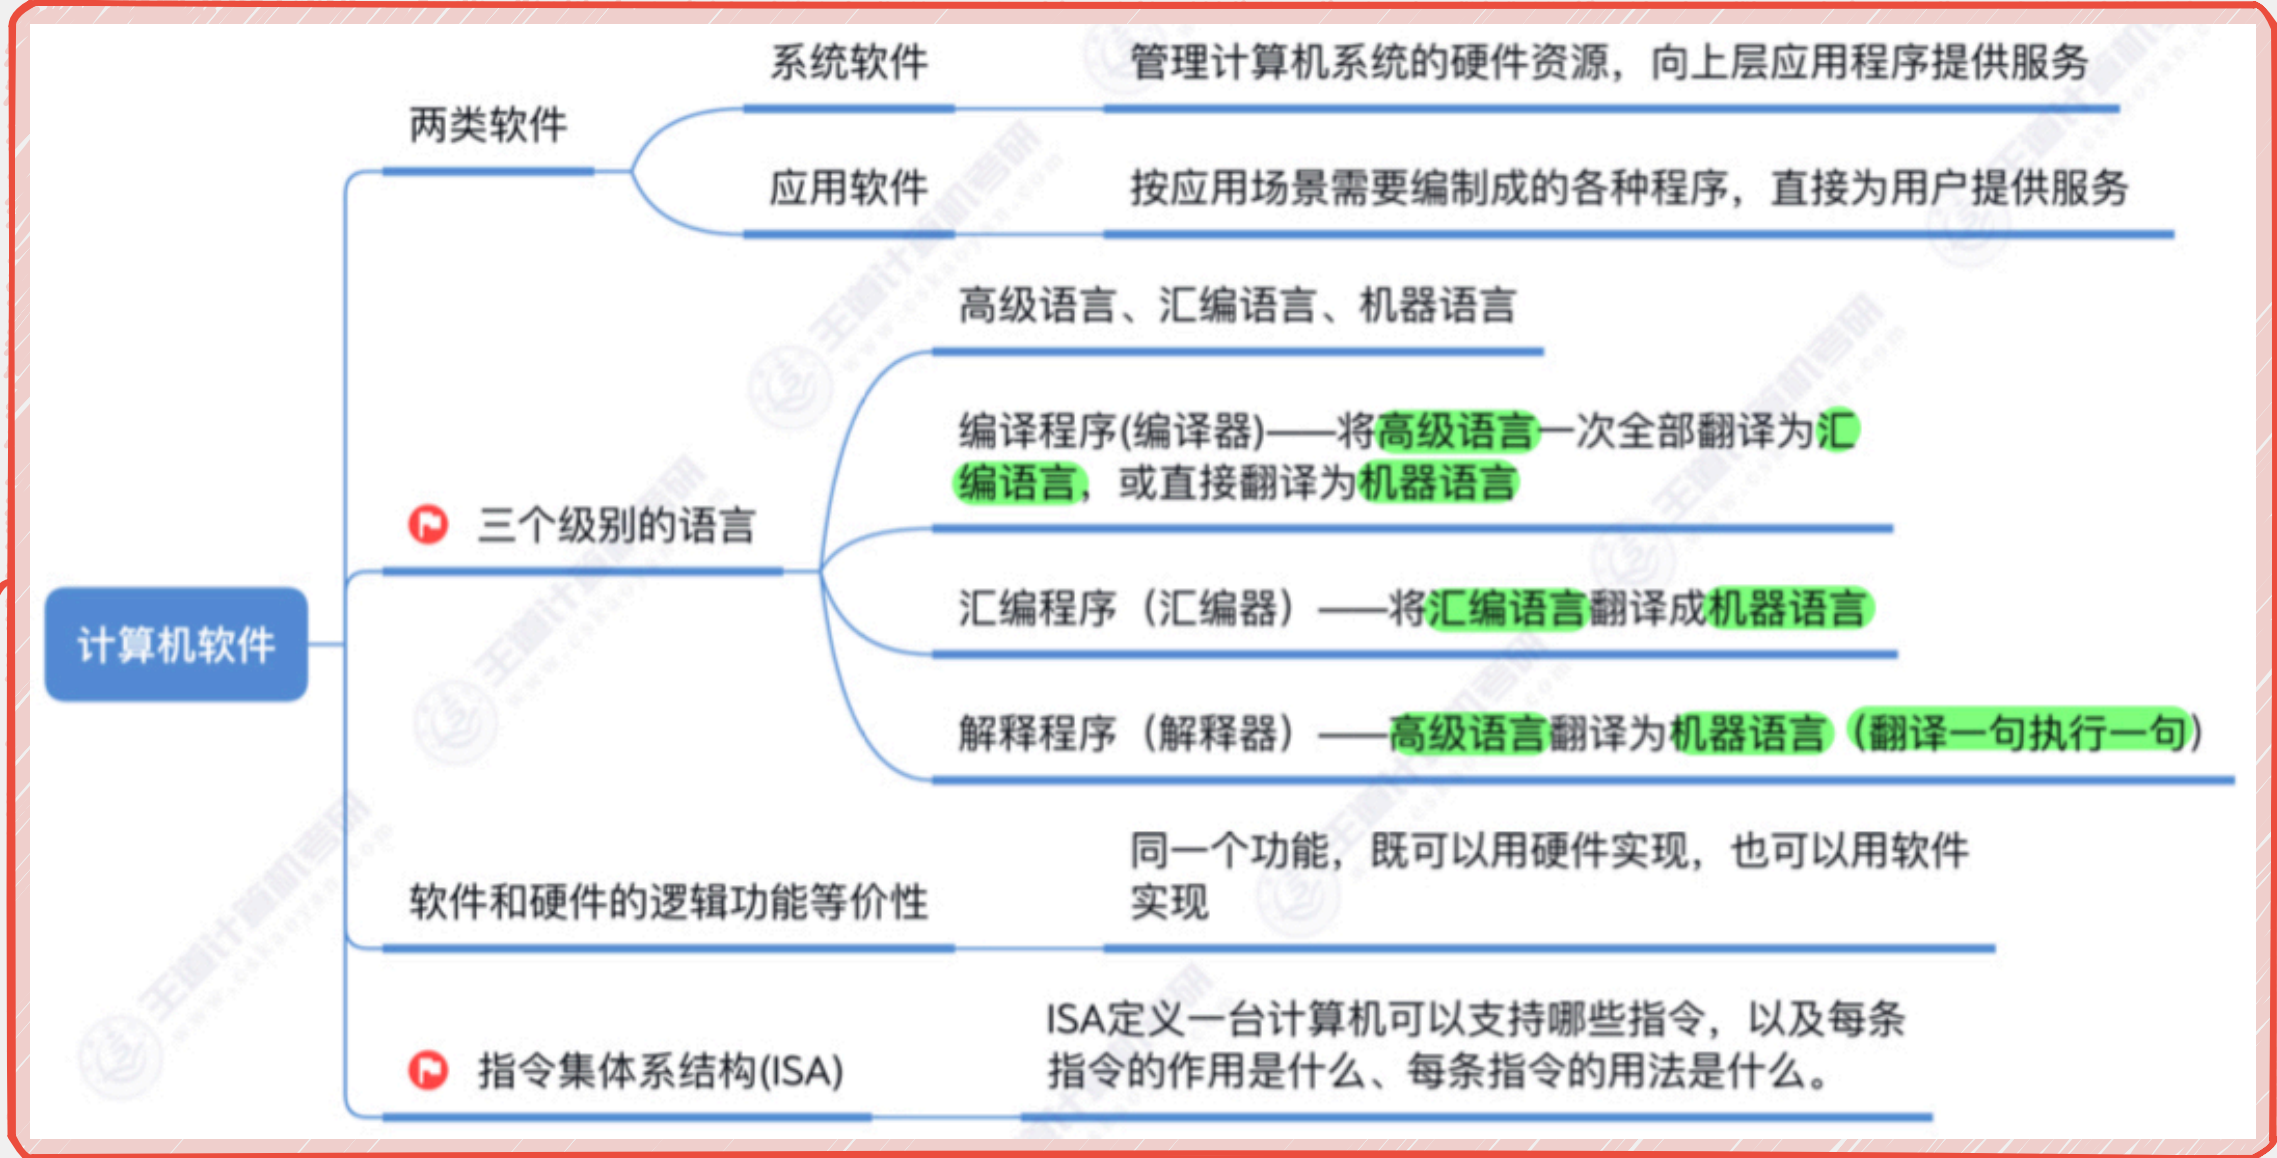 系统软件
管理计算机系统的硬件资源，向上层应用程序提供服务
两类软件
应用软件
按应用场景需要编制成的各种程序，直接为用户提供服务
高级语言、汇编语言、机器语言
编译程序(编译器)——将高级语言一次全部翻译为汇
编语言，或直接翻译为机器语言
三个级别的语言
汇编程序（汇编器）——将汇编语言翻译成机器语言
计算机软件
解释程序（解释器）——高级语言翻译为机器语言（翻译一句执行一句）
同一个功能，既可以用硬件实现，也可以用软件
实现
软件和硬件的逻辑功能等价性
ISA定义一台计算机可以支持哪些指令，以及每条
指令的作用是什么、每条指令的用法是什么。
指令集体系结构(ISA)
王道计算机考研
www.cskaoyan.com